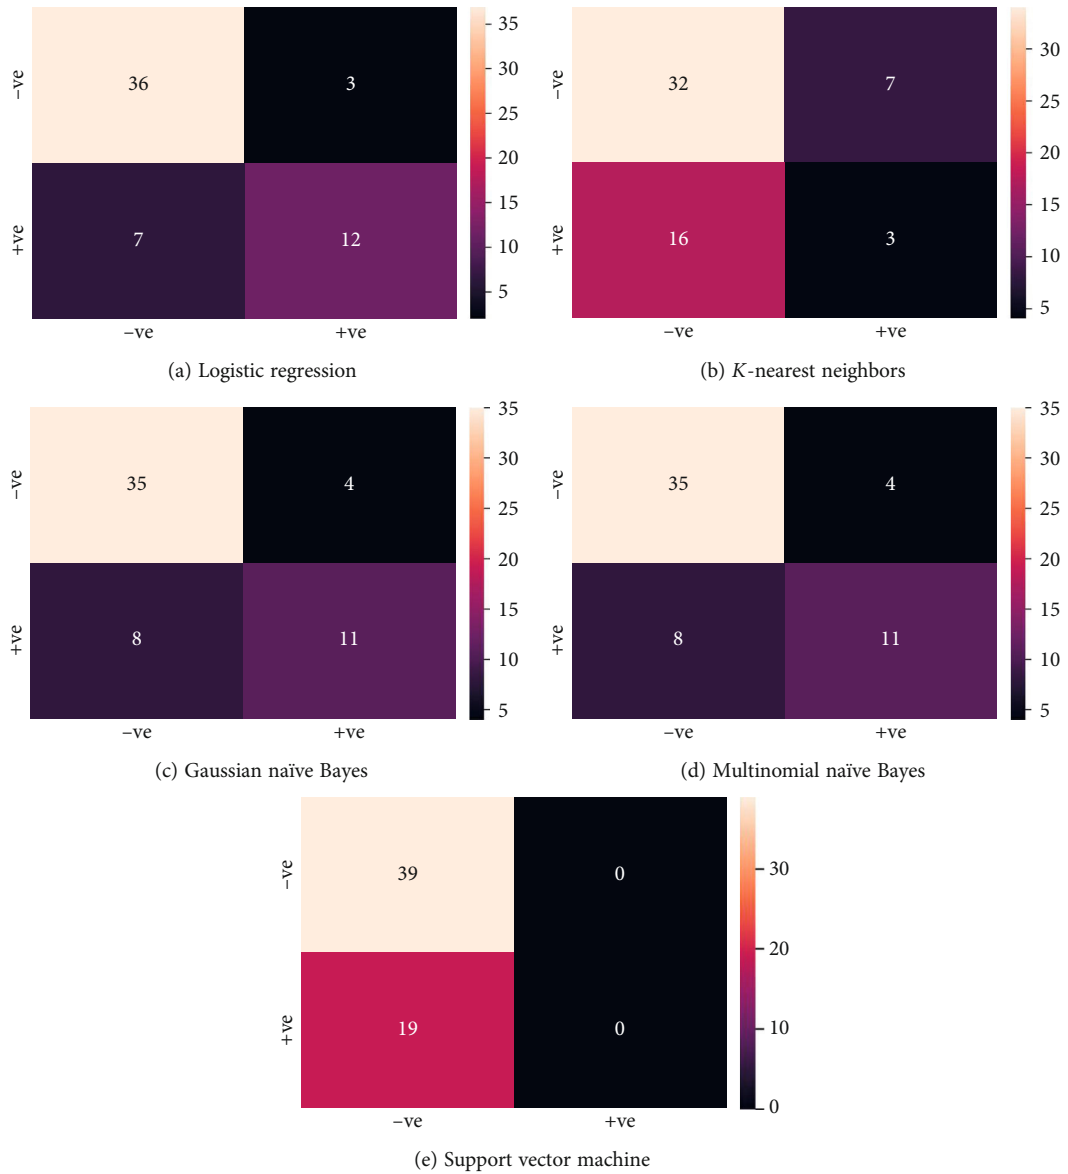 –ve
36
3
+ve
7
12
–ve
+ve
35
30
25
20
15
10
5
(a) Logistic regression
–ve
32
7
+ve
16
3
–ve
+ve
30
25
20
15
10
5
(b) K-nearest neighbors
–ve
35
4
+ve
8
11
–ve
+ve
35
30
25
20
15
10
5
(c) Gaussian naïve Bayes
–ve
35
4
+ve
8
11
–ve
+ve
35
30
25
20
15
10
5
(d) Multinomial naïve Bayes
–ve
39
0
+ve
19
0
–ve
+ve
30
20
10
0
(e) Support vector machine